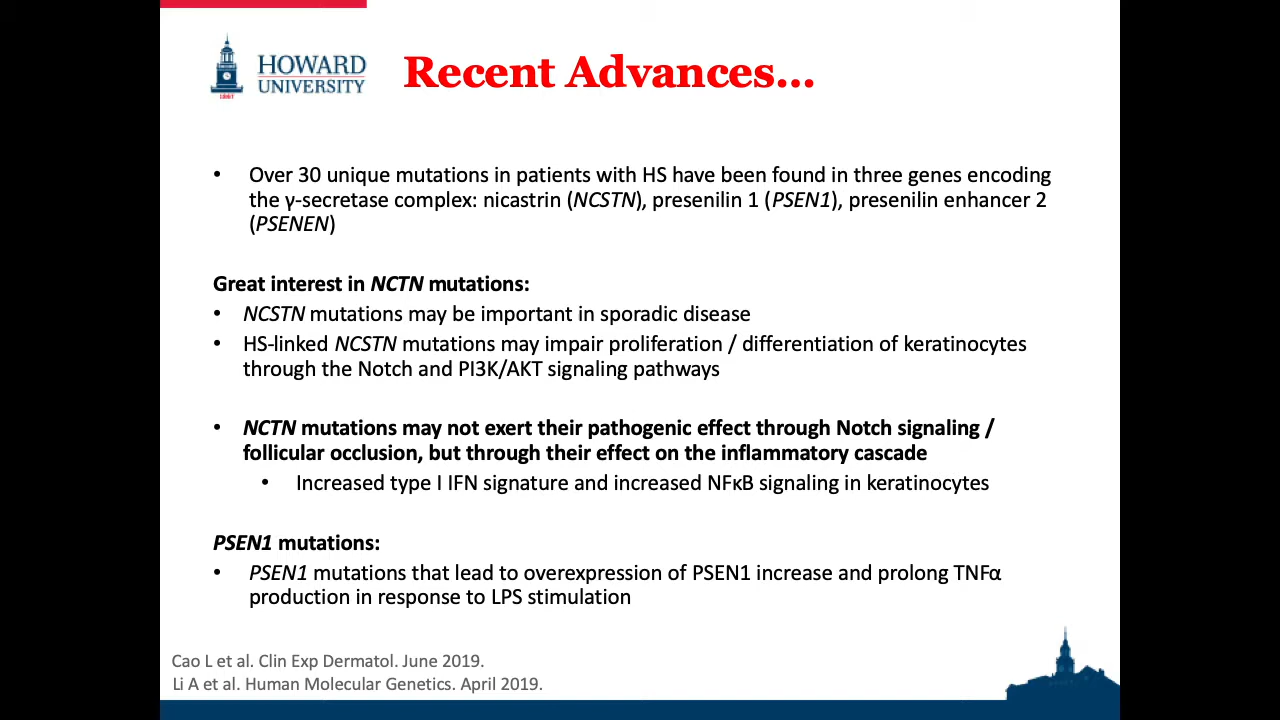 HOWARD
UNIVERSITY
Recent Advances...
• Over 30 unique mutations in patients with HS have been found in three genes encoding
the γ-secretase complex: nicastrin (NCSTN), presenilin 1 (PSEN1), presenilin enhancer 2
(PSENEN)
Great interest in NCTN mutations:
• NCSTN mutations may be important in sporadic disease
• HS-linked NCSTN mutations may impair proliferation / differentiation of keratinocytes
through the Notch and PI3K/AKT signaling pathways
• NCTN mutations may not exert their pathogenic effect through Notch signaling /
follicular occlusion, but through their effect on the inflammatory cascade
• Increased type I IFN signature and increased NFκB signaling in keratinocytes
PSEN1 mutations:
• PSEN1 mutations that lead to overexpression of PSEN1 increase and prolong TNFα
production in response to LPS stimulation
Cao L et al. Clin Exp Dermatol. June 2019.
Li A et al. Human Molecular Genetics. April 2019.